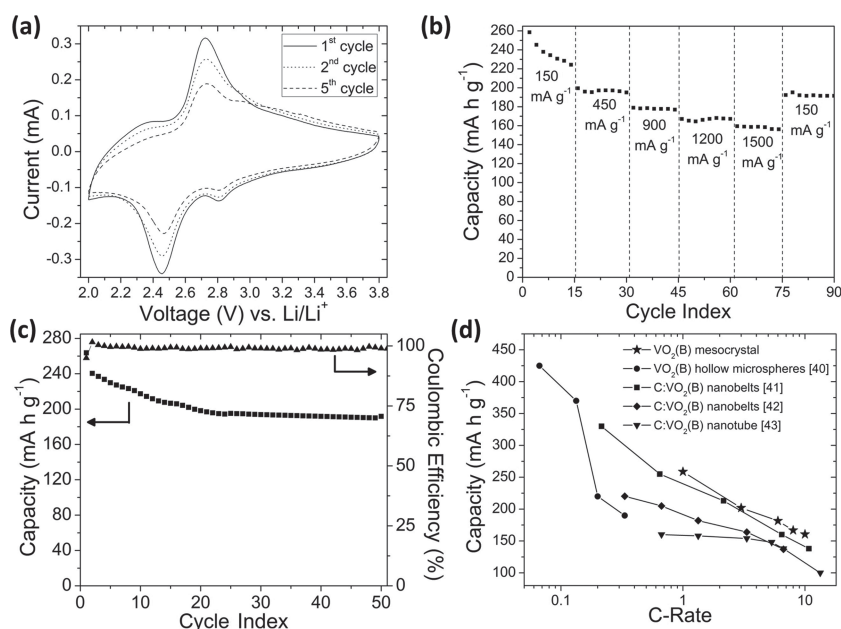 (a)
Current (mA)
0.3
0.2
0.1
0.0
-0.1
-0.2
-0.3
1st cycle
2nd cycle
5th cycle
2.0 2.2 2.4 2.6 2.8 3.0 3.2 3.4 3.6 3.8
Voltage (V) vs. Li/Li+
(b)
Capacity (mA h g-1)
260
240
220
200
180
160
140
120
100
80
60
40
20
0
150
mA g-1
450
mA g-1
900
mA g-1
1200
mA g-1
1500
mA g-1
150
mA g-1
0 15 30 45 60 75 90
Cycle Index
(c)
Capacity (mA h g-1)
280
240
200
160
120
80
40
0
100
75
50
25
0
Coulombic Efficiency (%)
0 10 20 30 40 50
Cycle Index
(d)
Capacity (mA h g-1)
450
400
350
300
250
200
150
100
VO2(B) mesocrystal
VO2(B) hollow microspheres [40]
C:VO2(B) nanobelts [41]
C:VO2(B) nanobelts [42]
C:VO2(B) nanotube [43]
0.1 1 10
C-Rate